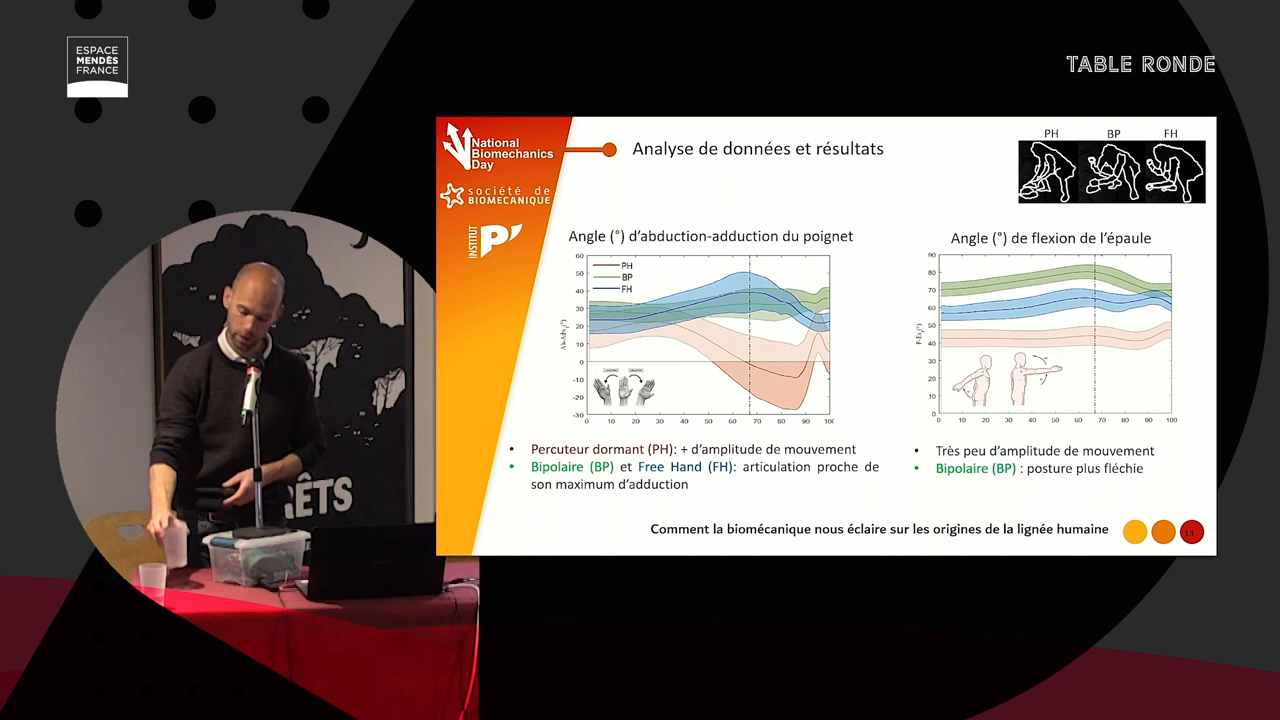 ESPACE
MENDÈS
FRANCE
TABLE RONDE
National
Biomechanics
Day
société de
BIOMECANIQUE
INSTITUT
P'
Analyse de données et résultats
PH BP FH
Angle (°) d'abduction-adduction du poignet
60
50
40
30
20
10
0
-10
-20
-30
PH
BP
FH
0 10 20 30 40 50 60 70 80 90 100
Angle (°) de flexion de l'épaule
90
80
70
60
50
40
30
20
10
0
0 10 20 30 40 50 60 70 80 90 100
• Percuteur dormant (PH): + d'amplitude de mouvement
• Bipolaire (BP) et Free Hand (FH): articulation proche de
son maximum d'adduction
• Très peu d'amplitude de mouvement
• Bipolaire (BP) : posture plus fléchie
Comment la biomécanique nous éclaire sur les origines de la lignée humaine
13
RÊTS